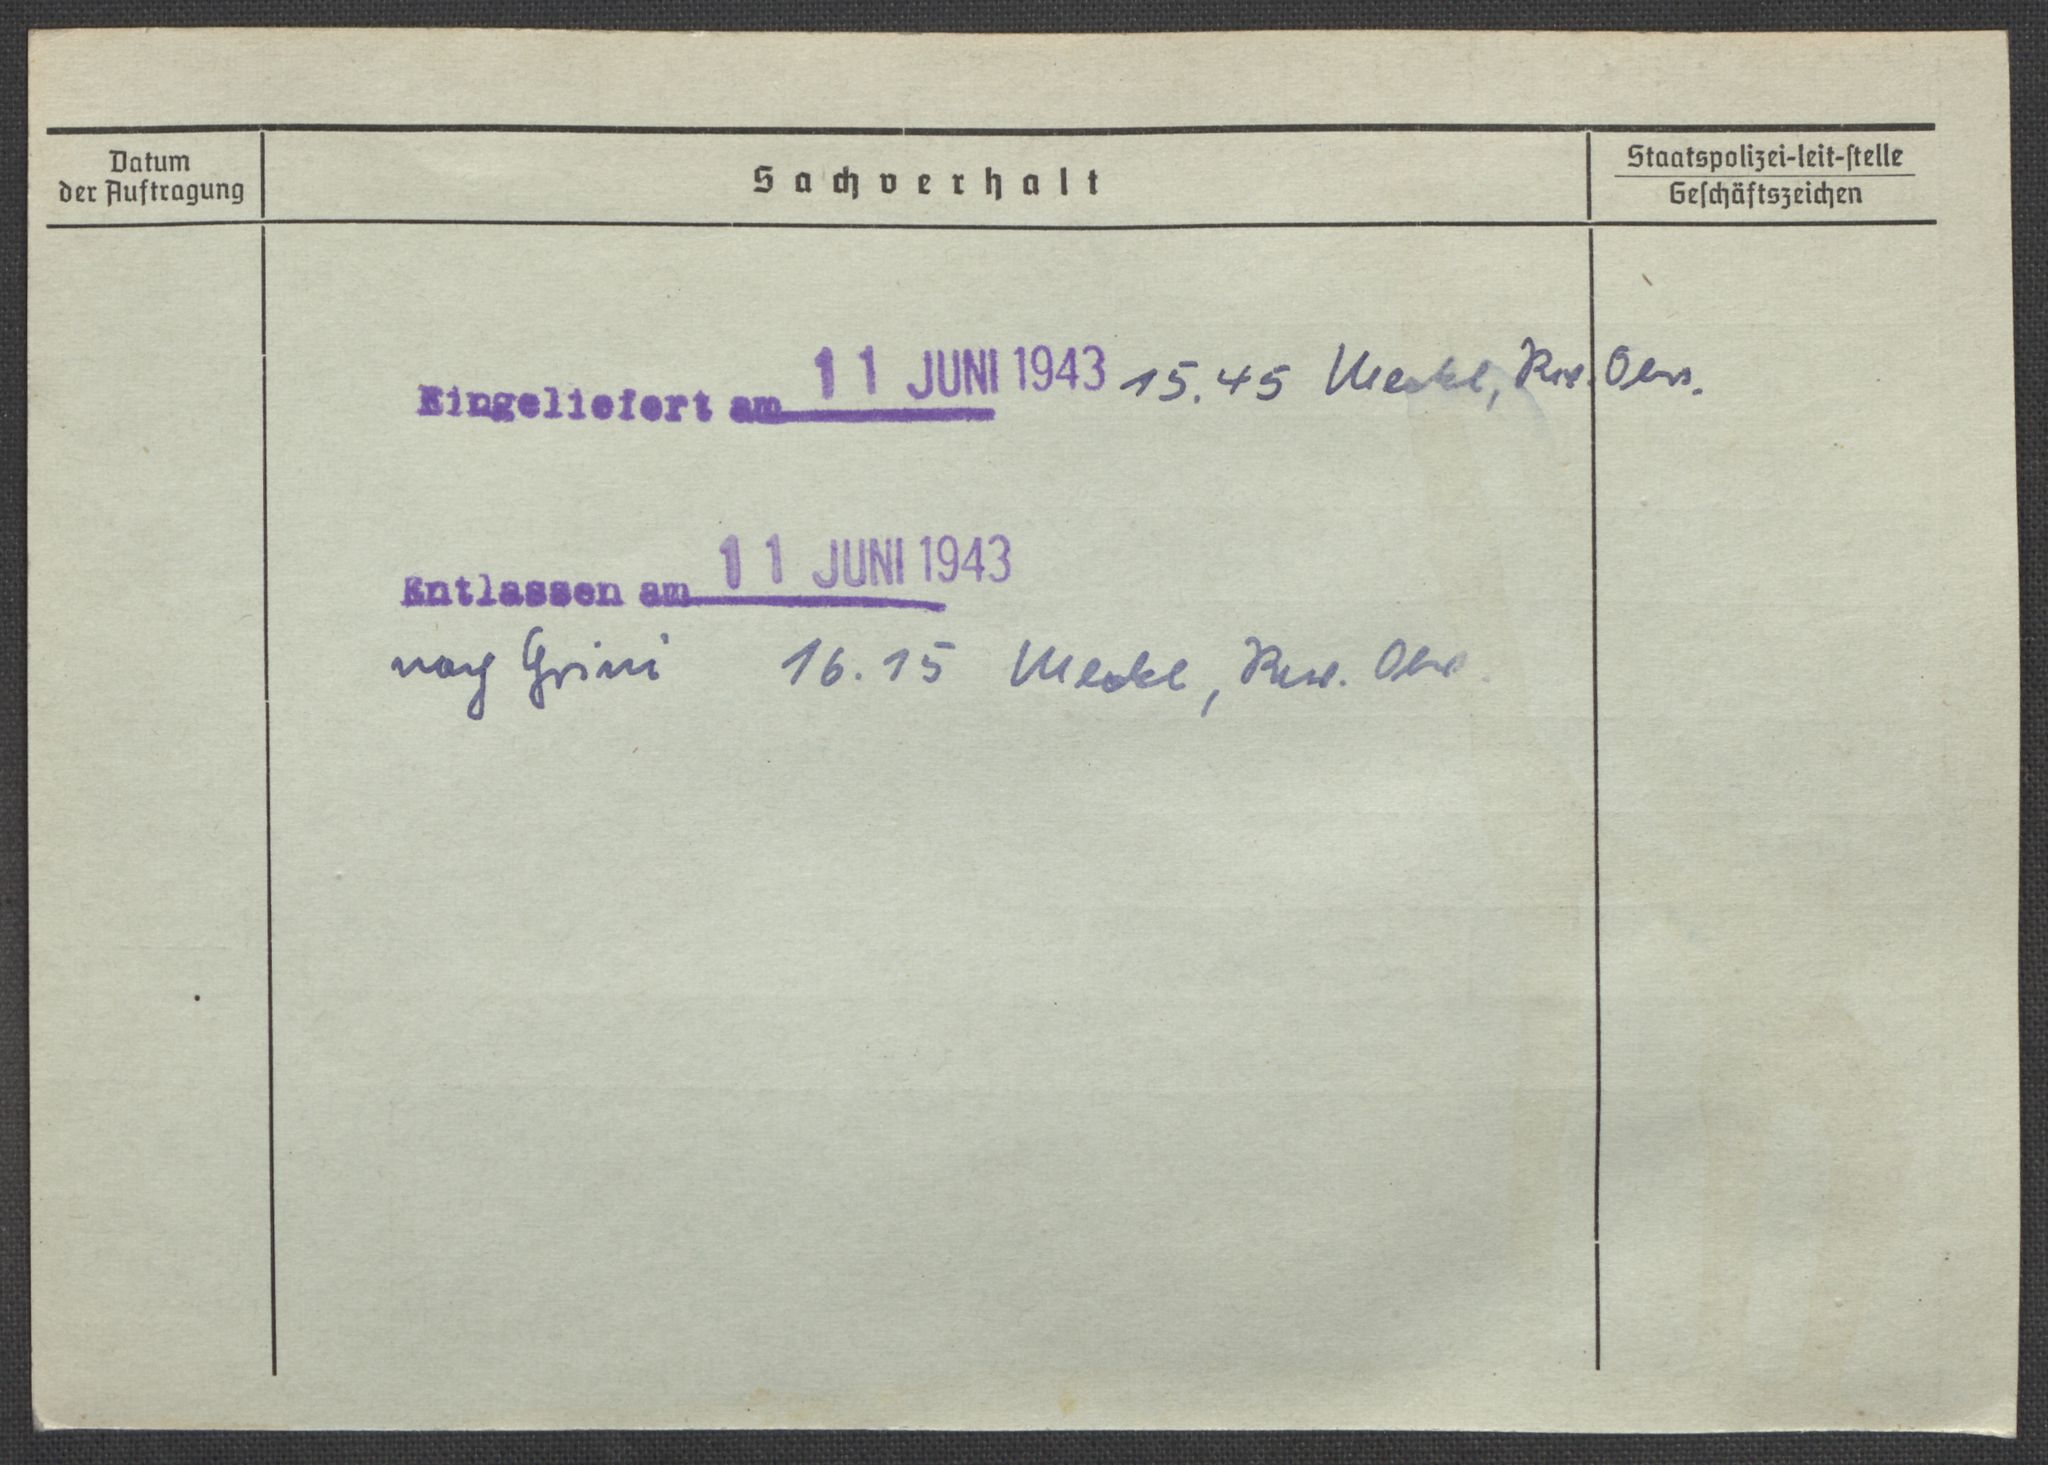 Datum
der Auftragung
Sachverhalt
Staatspolizei-leit-stelle
Geschäftszeichen
Eingeliefert am 11 JUNI 1943 15.45
Entlassen am 11 JUNI 1943
nach Grini 16.15